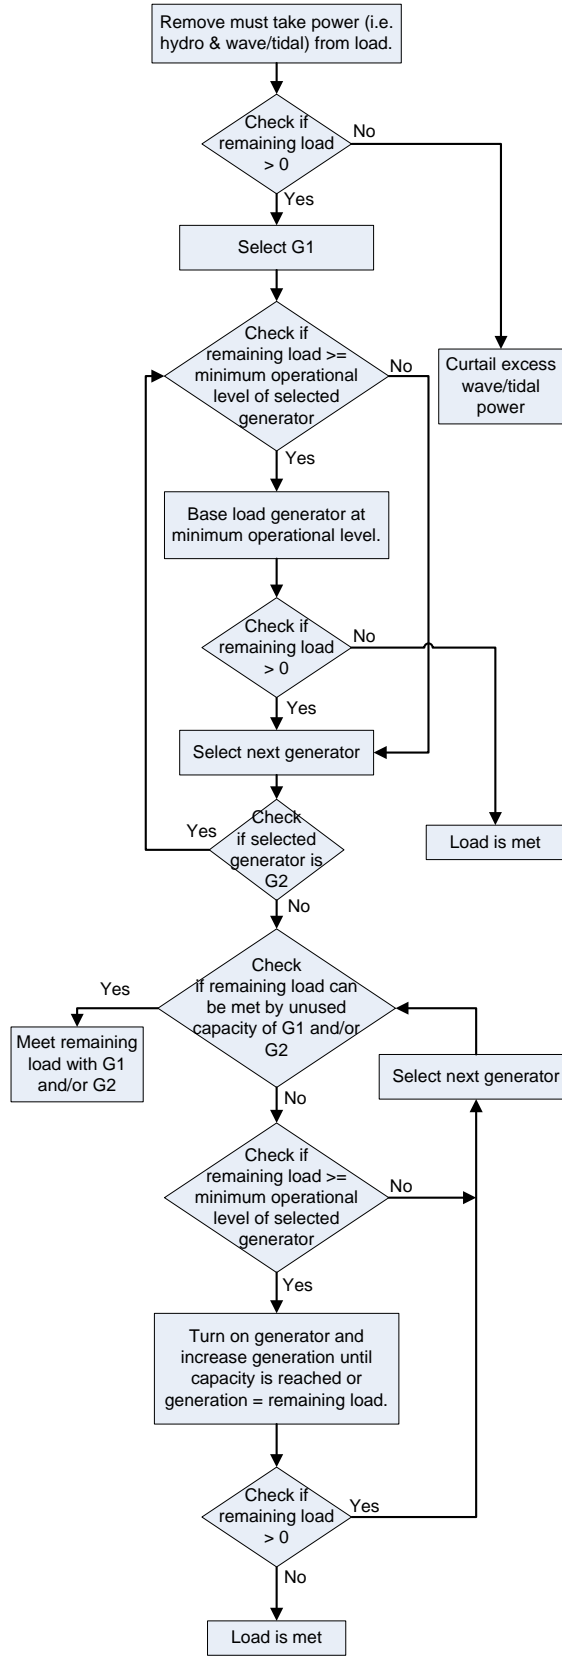 Remove must take power (i.e.
hydro & wave/tidal) from load.
Check if
remaining load
> 0
No
Yes
Select G1
Check if
remaining load >=
minimum operational
level of selected
generator
No
Curtail excess
wave/tidal
power
Yes
Base load generator at
minimum operational level.
Check if
remaining load
> 0
No
Yes
Select next generator
Check
if selected
generator is
G2
Yes
Load is met
No
Check
if remaining load can
be met by unused
capacity of G1 and/or
G2
Yes
Meet remaining
load with G1
and/or G2
Select next generator
No
Check if
remaining load >=
minimum operational
level of selected
generator
No
Yes
Turn on generator and
increase generation until
capacity is reached or
generation = remaining load.
Check if
remaining load
> 0
Yes
No
Load is met